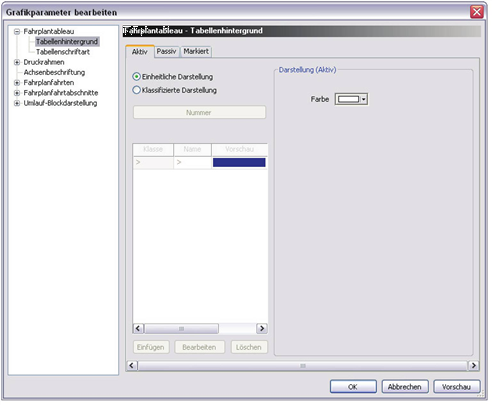 Grafikparameter bearbeiten
Fahrplantableau
Tabellenhintergrund
Tabellenschriftart
Druckrahmen
Achsenbeschriftung
Fahrplanfahrten
Fahrplanfahrtabschnitte
Umlauf-Blockdarstellung
Fahrplantableau - Tabellenhintergrund
Aktiv Passiv Markiert
Einheitliche Darstellung
Klassifizierte Darstellung
Nummer
Klasse Name Vorschau
> >
Einfügen Bearbeiten Löschen
Darstellung (Aktiv)
Farbe
OK Abbrechen Vorschau